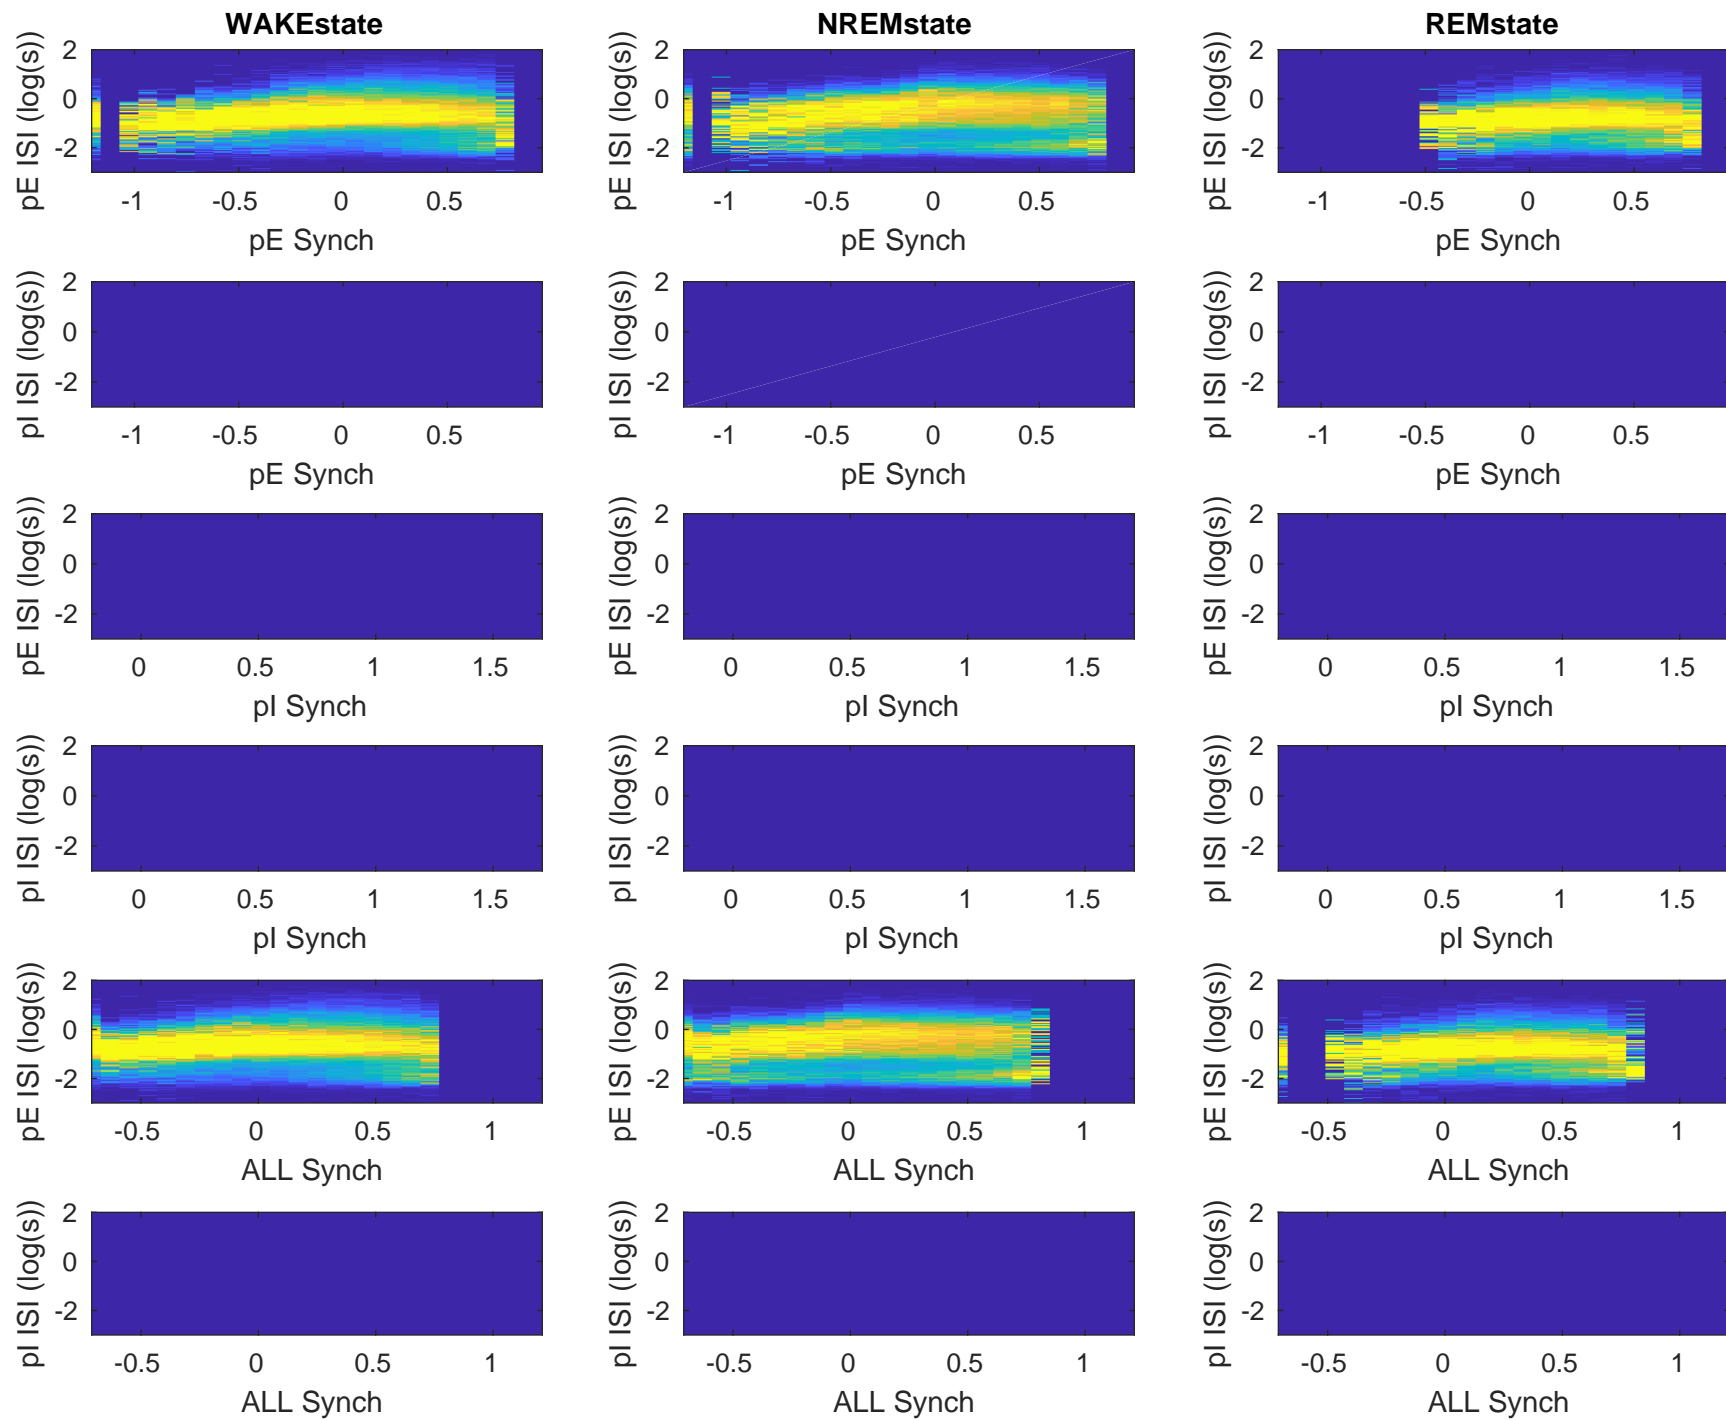 WAKEstate NREMstate REMstate
pE ISI (log(s)) 2 0 -2 pE ISI (log(s)) 2 0 -2 pE ISI (log(s)) 2 0 -2
-1 -0.5 0 0.5 -1 -0.5 0 0.5 -1 -0.5 0 0.5
pE Synch pE Synch pE Synch
pI ISI (log(s)) 2 0 -2 pI ISI (log(s)) 2 0 -2 pI ISI (log(s)) 2 0 -2
-1 -0.5 0 0.5 -1 -0.5 0 0.5 -1 -0.5 0 0.5
pE Synch pE Synch pE Synch
pE ISI (log(s)) 2 0 -2 pE ISI (log(s)) 2 0 -2 pE ISI (log(s)) 2 0 -2
0 0.5 1 1.5 0 0.5 1 1.5 0 0.5 1 1.5
pI Synch pI Synch pI Synch
pI ISI (log(s)) 2 0 -2 pI ISI (log(s)) 2 0 -2 pI ISI (log(s)) 2 0 -2
0 0.5 1 1.5 0 0.5 1 1.5 0 0.5 1 1.5
pI Synch pI Synch pI Synch
pE ISI (log(s)) 2 0 -2 pE ISI (log(s)) 2 0 -2 pE ISI (log(s)) 2 0 -2
-0.5 0 0.5 1 -0.5 0 0.5 1 -0.5 0 0.5 1
ALL Synch ALL Synch ALL Synch
pI ISI (log(s)) 2 0 -2 pI ISI (log(s)) 2 0 -2 pI ISI (log(s)) 2 0 -2
-0.5 0 0.5 1 -0.5 0 0.5 1 -0.5 0 0.5 1
ALL Synch ALL Synch ALL Synch